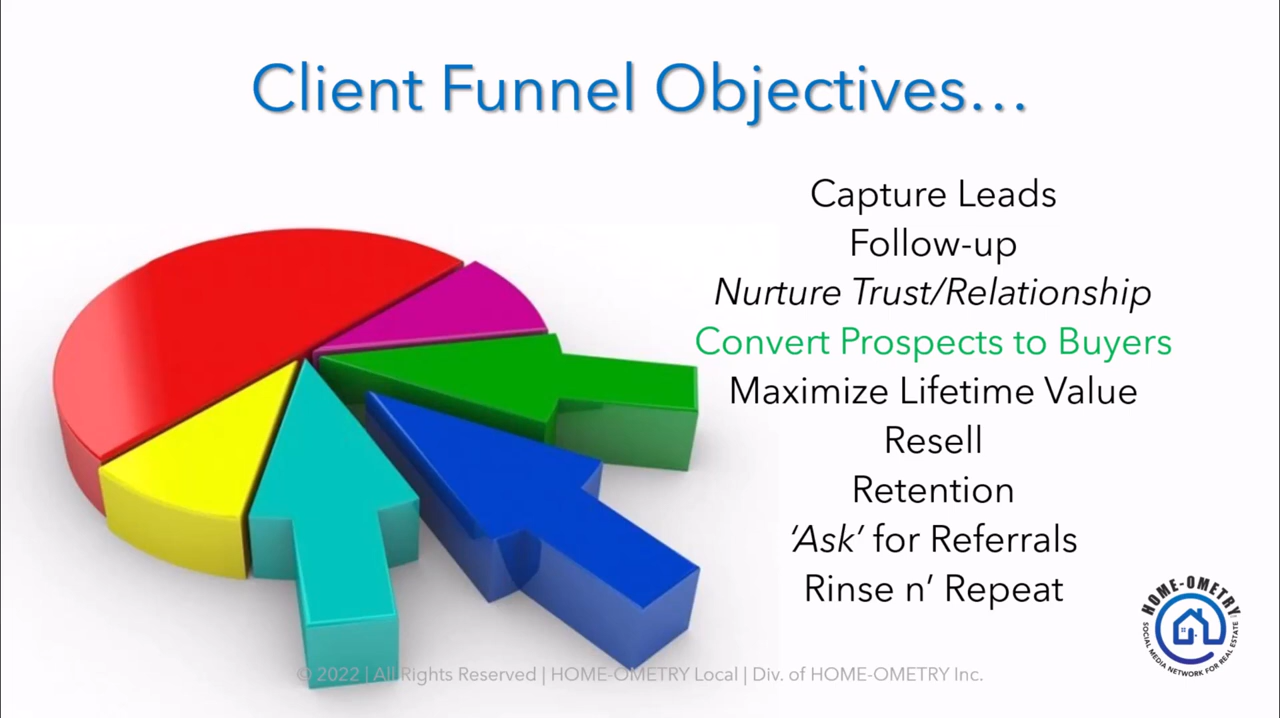 Client Funnel Objectives…
Capture Leads
Follow-up
Nurture Trust/Relationship
Convert Prospects to Buyers
Maximize Lifetime Value
Resell
Retention
‘Ask’ for Referrals
Rinse n’ Repeat
HOME-OMETRY
SOCIAL MEDIA NETWORK FOR REAL ESTATE
© 2022 | All Rights Reserved | HOME-OMETRY Local | Div. of HOME-OMETRY Inc.